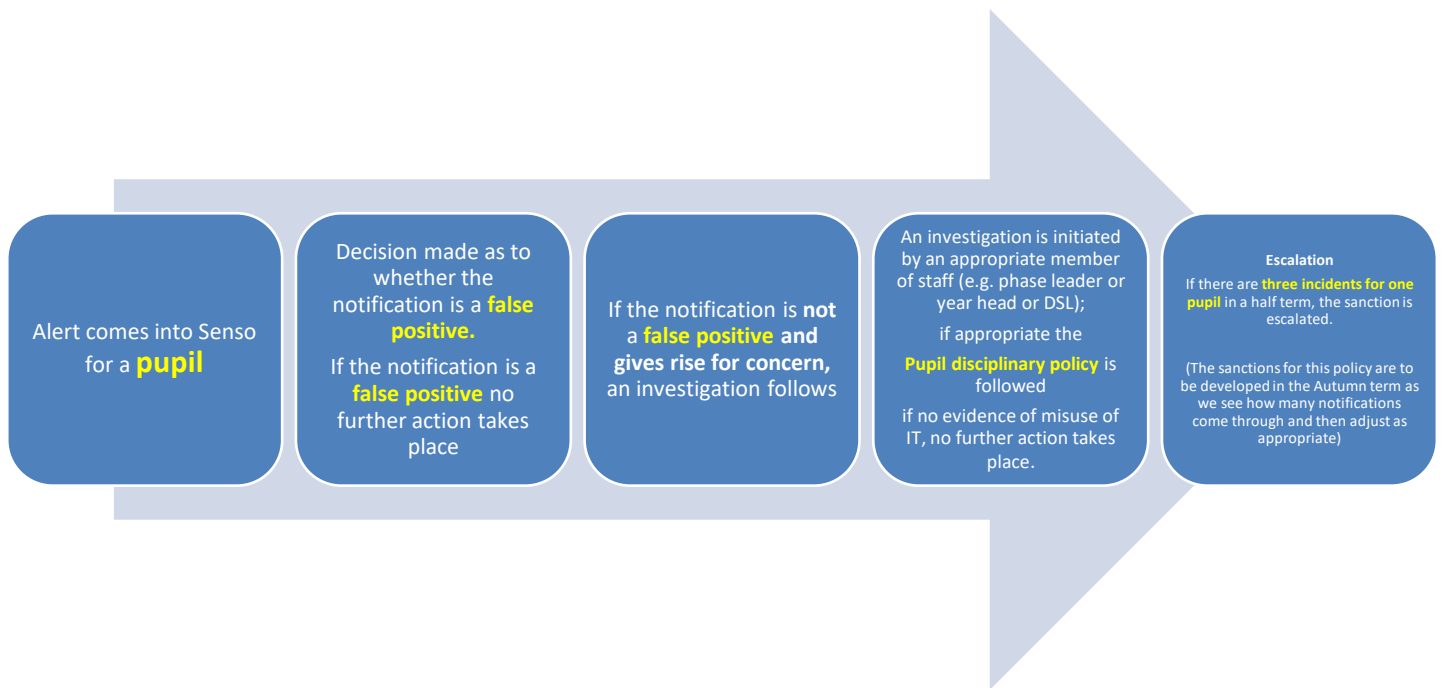 Alert comes into Senso
for a pupil
Decision made as to
whether the
notification is a false
positive.
If the notification is a
false positive no
further action takes
place
If the notification is not
a false positive and
gives rise for concern,
an investigation follows
An investigation is initiated
by an appropriate member
of staff (e.g. phase leader or
year head or DSL);
if appropriate the
Pupil disciplinary policy is
followed
if no evidence of misuse of
IT, no further action takes
place.
Escalation
If there are three incidents for one
pupil in a half term, the sanction is
escalated.
(The sanctions for this policy are to
be developed in the Autumn term as
we see how many notifications
come through and then adjust as
appropriate)